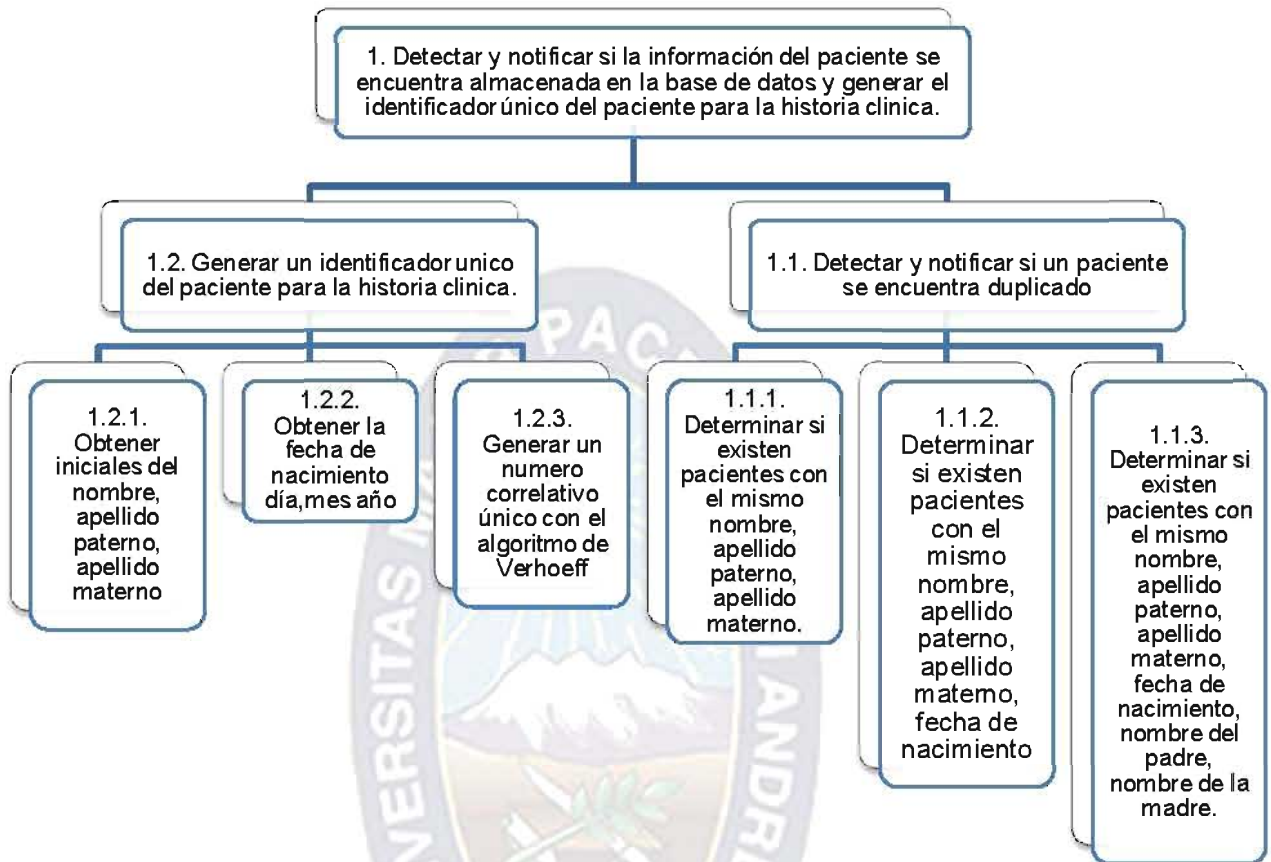 1. Detectar y notificar si la información del paciente se
encuentra almacenada en la base de datos y generar el
identificador único del paciente para la historia clinica.
1.2. Generar un identificador unico
del paciente para la historia clinica.
1.1. Detectar y notificar si un paciente
se encuentra duplicado
1.2.1.
Obtener
iniciales del
nombre,
apellido
paterno,
apellido
materno
1.2.2.
Obtener la
fecha de
nacimiento
día,mes año
1.2.3.
Generar un
numero
correlativo
único con el
algoritmo de
Verhoeff
1.1.1.
Determinar si
existen
pacientes con
el mismo
nombre,
apellido
paterno,
apellido
materno.
1.1.2.
Determinar
si existen
pacientes
con el
mismo
nombre,
apellido
paterno,
apellido
materno,
fecha de
nacimiento
1.1.3.
Determinar si
existen
pacientes con
el mismo
nombre,
apellido
paterno,
apellido
materno,
fecha de
nacimiento,
nombre del
padre,
nombre de la
madre.